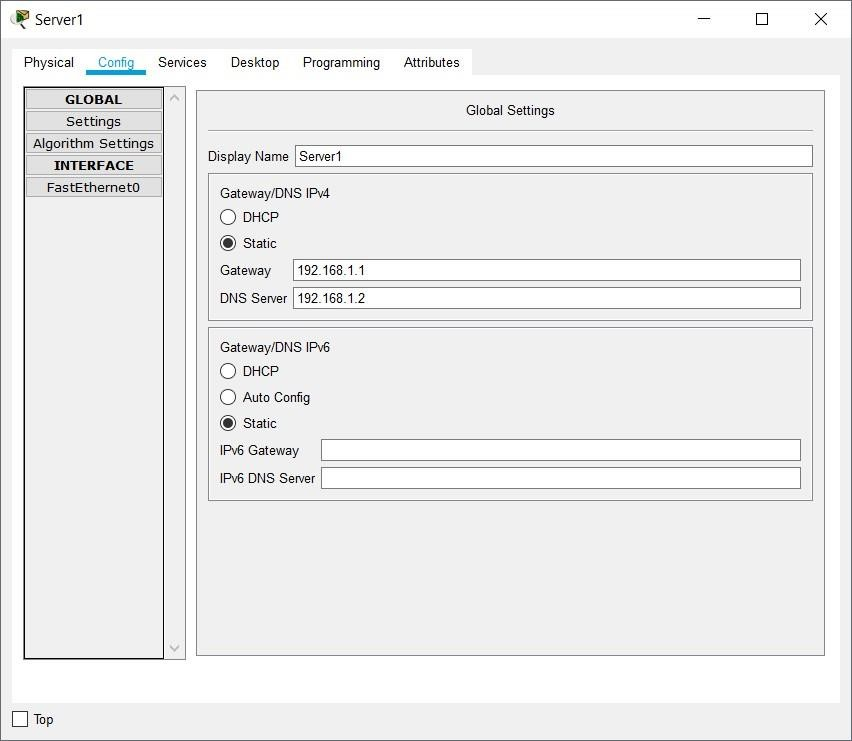 Server1
Physical Config Services Desktop Programming Attributes
GLOBAL
Settings
Algorithm Settings
INTERFACE
FastEthernet0
Global Settings
Display Name Server1
Gateway/DNS IPv4
DHCP
Static
Gateway 192.168.1.1
DNS Server 192.168.1.2
Gateway/DNS IPv6
DHCP
Auto Config
Static
IPv6 Gateway
IPv6 DNS Server
Top